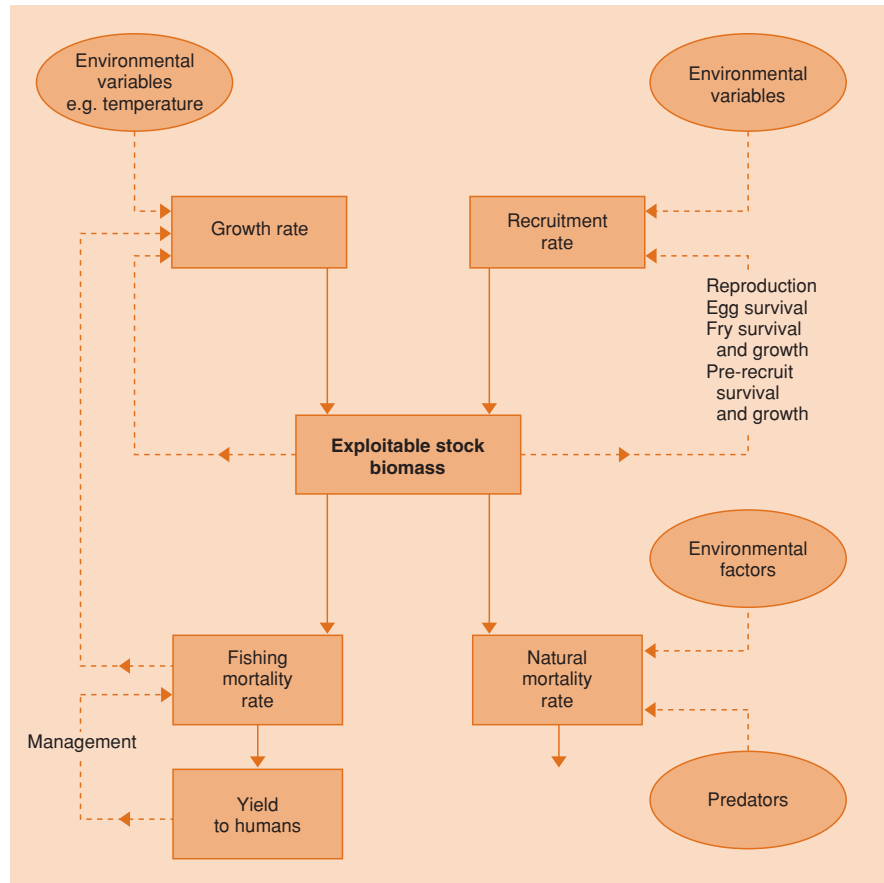 Environmental
variables
e.g. temperature
Environmental
variables
Growth rate
Recruitment
rate
Reproduction
Egg survival
Fry survival
and growth
Pre-recruit
survival
and growth
Exploitable stock
biomass
Environmental
factors
Fishing
mortality
rate
Natural
mortality
rate
Management
Yield
to humans
Predators